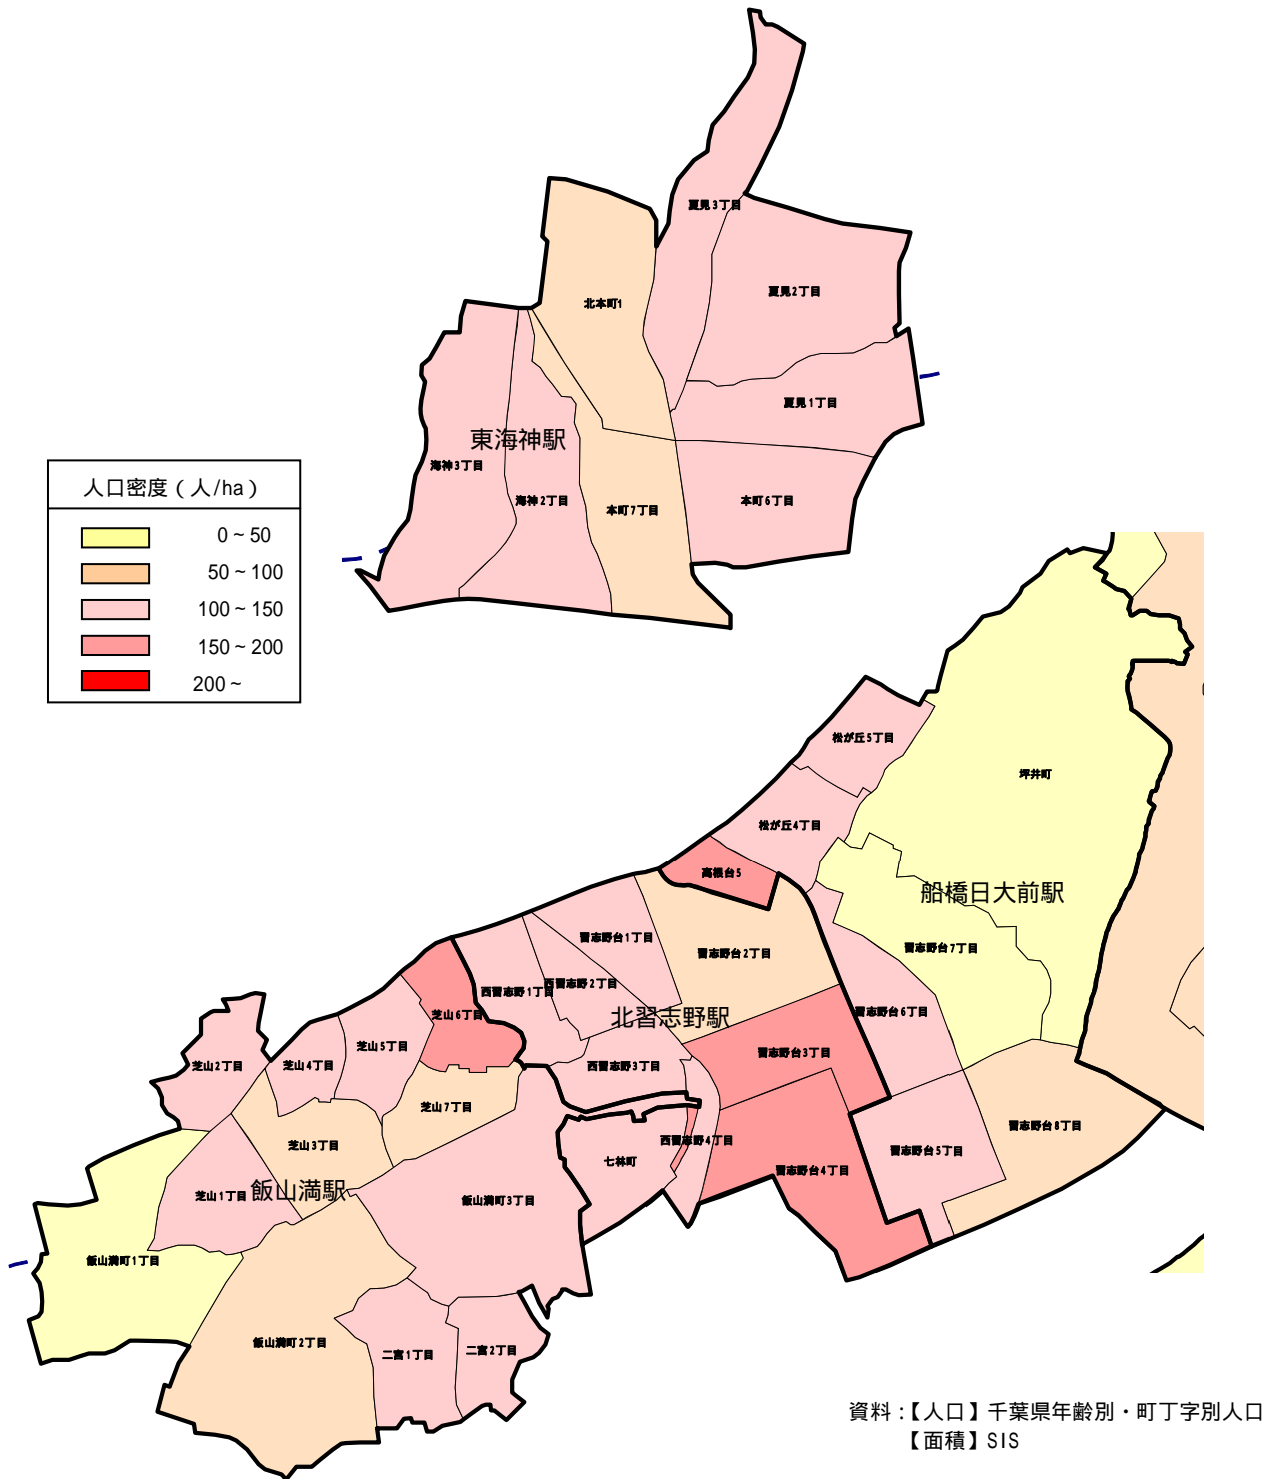 夏見3丁目
夏見2丁目
北本町1
夏見1丁目
東海神駅
海神3丁目
海神2丁目
本町7丁目
本町6丁目
人口密度（人/ha）
0～50
50～100
100～150
150～200
200～
松が丘5丁目
坪井町
松が丘4丁目
高根台5
船橋日大前駅
習志野台7丁目
習志野台1丁目
習志野台2丁目
西習志野2丁目
西習志野1丁目
北習志野駅
習志野台6丁目
芝山6丁目
芝山5丁目
芝山4丁目
芝山2丁目
西習志野3丁目
習志野台3丁目
芝山7丁目
芝山3丁目
習志野台8丁目
西習志野4丁目
習志野台5丁目
七林町
習志野台4丁目
飯山満駅
芝山1丁目
飯山満町3丁目
飯山満町1丁目
飯山満町2丁目
二宮1丁目
二宮2丁目
資料：【人口】千葉県年齢別・町丁字別人口
【面積】SIS